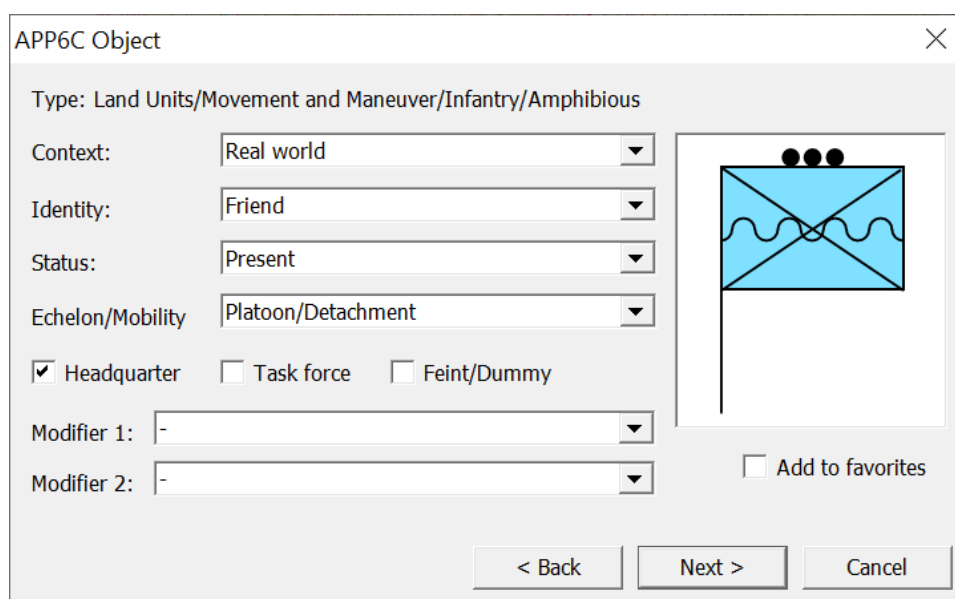 APP6C Object
Type: Land Units/Movement and Maneuver/Infantry/Amphibious
Context: Real world
Identity: Friend
Status: Present
Echelon/Mobility Platoon/Detachment
Headquarter Task force Feint/Dummy
Modifier 1: -
Modifier 2: -
Add to favorites
< Back Next > Cancel